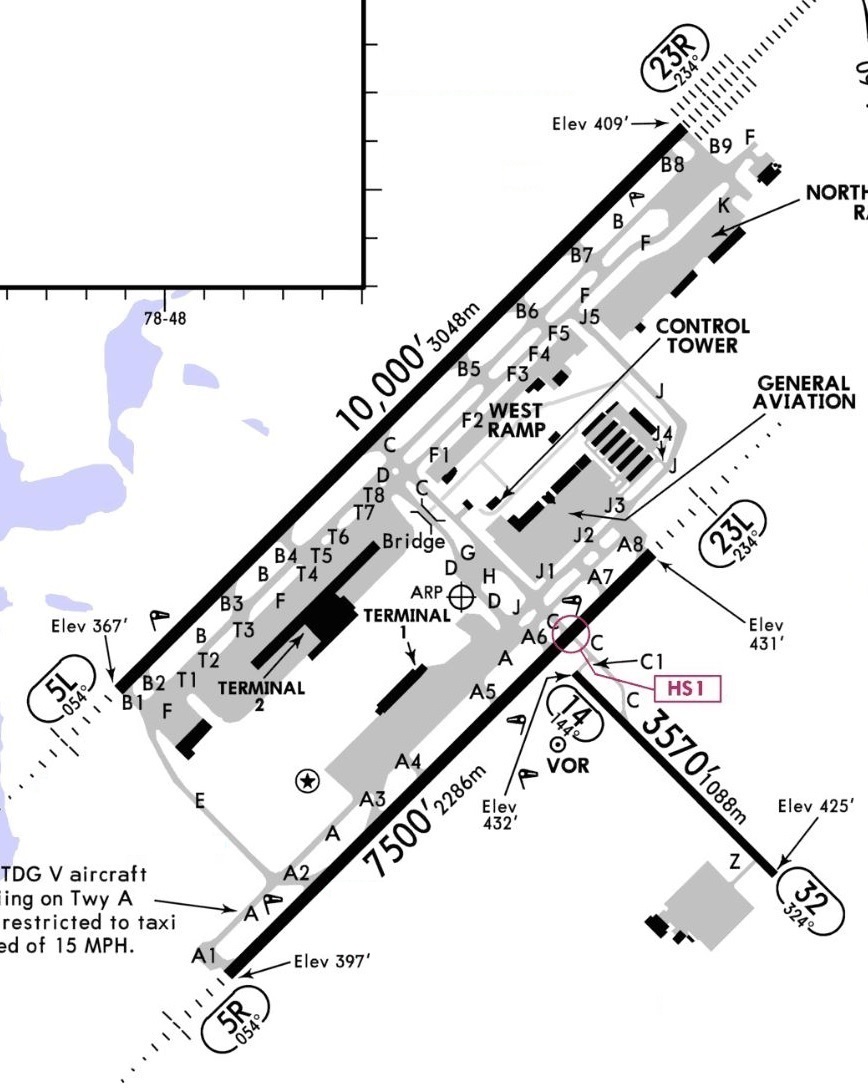 23R
234°
Elev 409'
B9
F
B8
NORTH
K
B
F
B7
78-48
F
B6
J5
10,000' 3048m
F5
CONTROL
TOWER
F4
B5
F3
J
GENERAL
AVIATION
WEST
RAMP
F2
J4
C
F1
J
D
C
T8
J3
T7
23L
234°
T6
J2
Bridge
A8
B4
T5
G
B
T4
D
H
J1
A7
B3
F
ARP
D
J
Elev
431'
Elev 367'
TERMINAL
1
C
T3
B
A6
C
T2
A
C1
5L
054°
B2
T1
TERMINAL
2
HS1
B1
F
A5
14
144°
C
3570' 1088m
VOR
A4
E
A3
7500' 2286m
Elev
432'
Elev 425'
A
Z
TDG V aircraft
A2
32
324°
iing on Twy A
A
restricted to taxi
ed of 15 MPH.
A1
Elev 397'
5R
054°